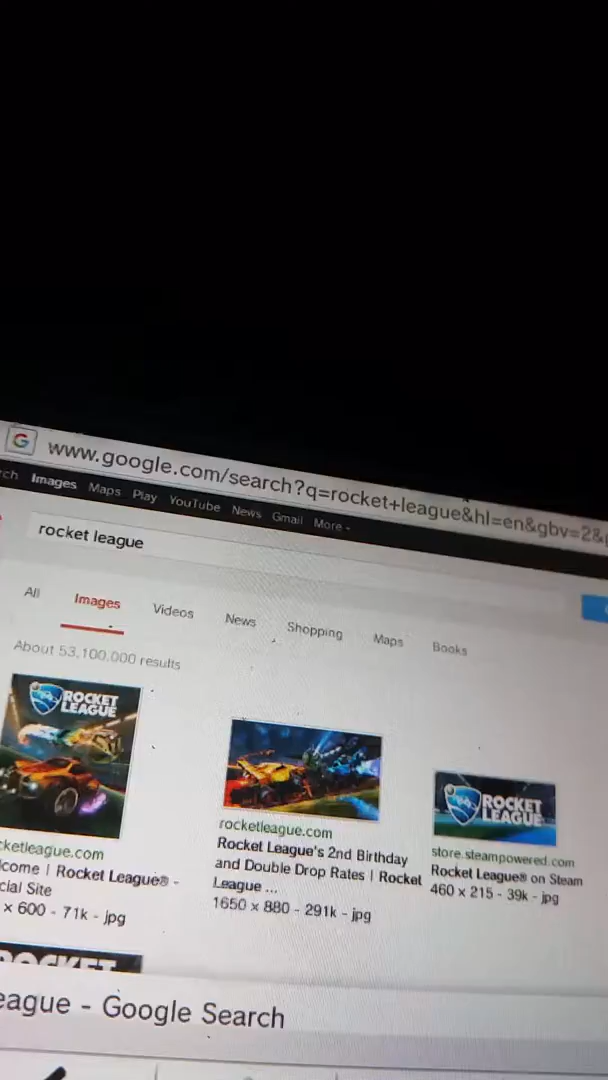 www.google.com/search?q=rocket+league&hl=en&gbv=2&
Images Maps Play YouTube News Gmail More
rocket league
All Images Videos News Shopping Maps Books
About 53,100,000 results
ROCKET
LEAGUE
rocketleague.com
Rocket League's 2nd Birthday
and Double Drop Rates | Rocket
League ...
1650 × 880 - 291k - jpg
ROCKET
LEAGUE
store.steampowered.com
Rocket League® on Steam
460 × 215 - 39k - jpg
cketleague.com
lcome | Rocket League® -
cial Site
× 600 - 71k - jpg
ROCKET
eague - Google Search